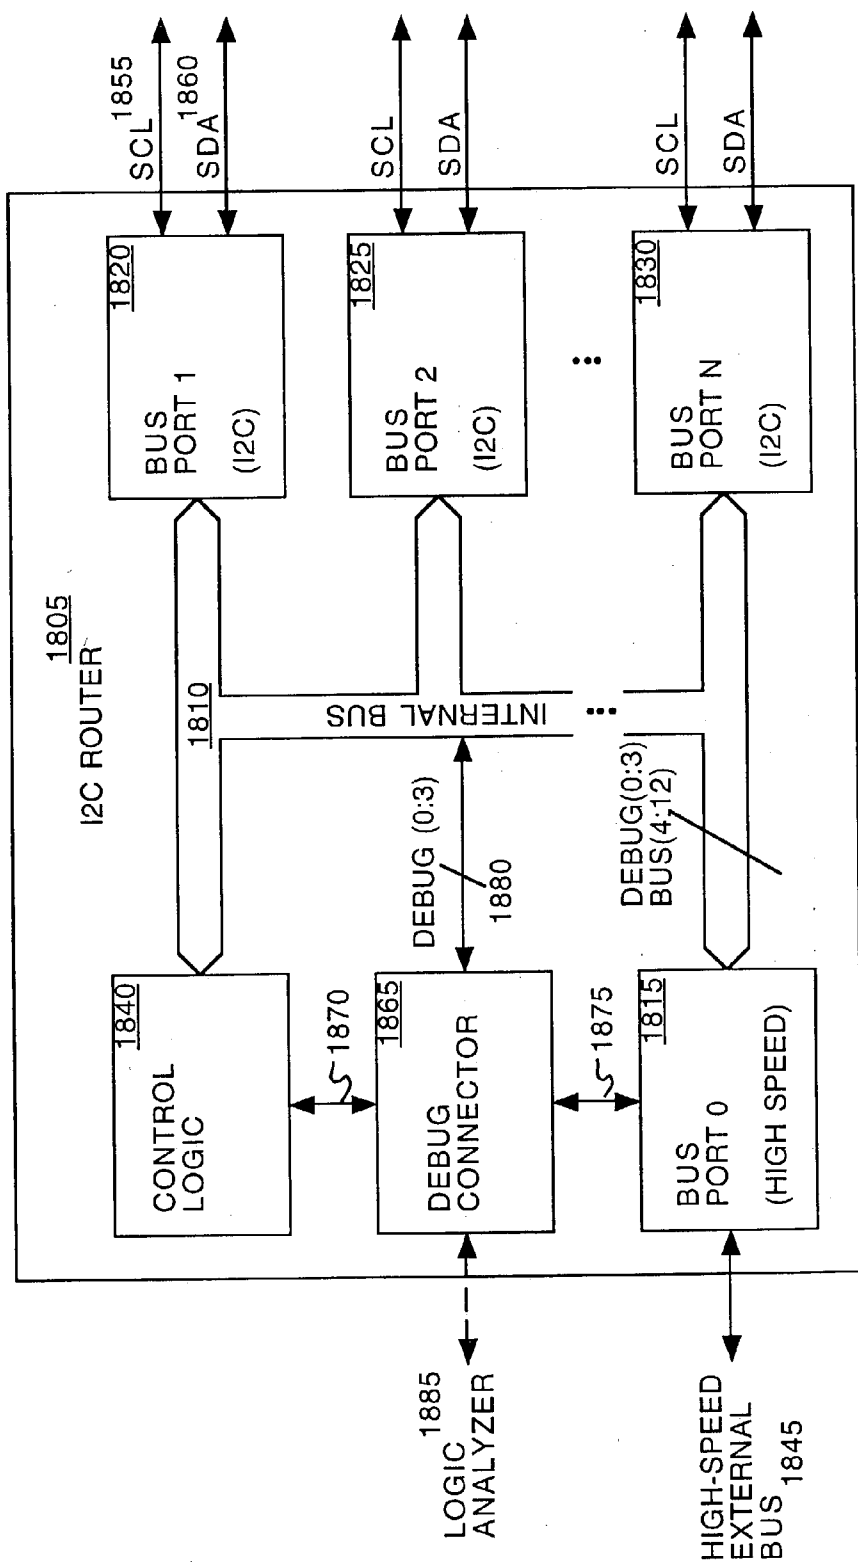 I2C ROUTER
1805
CONTROL
LOGIC
1840
1810
BUS
PORT 1
(I2C)
1820
SCL
1855
SDA
1860
1870
LOGIC
ANALYZER
1885
DEBUG
CONNECTOR
1865
DEBUG (0:3)
1880
INTERNAL BUS
BUS
PORT 2
(I2C)
1825
SCL
SDA
1875
...
...
HIGH-SPEED
EXTERNAL
BUS
1845
BUS
PORT 0
(HIGH SPEED)
1815
DEBUG(0:3)
BUS(4:12)
BUS
PORT N
(I2C)
1830
SCL
SDA